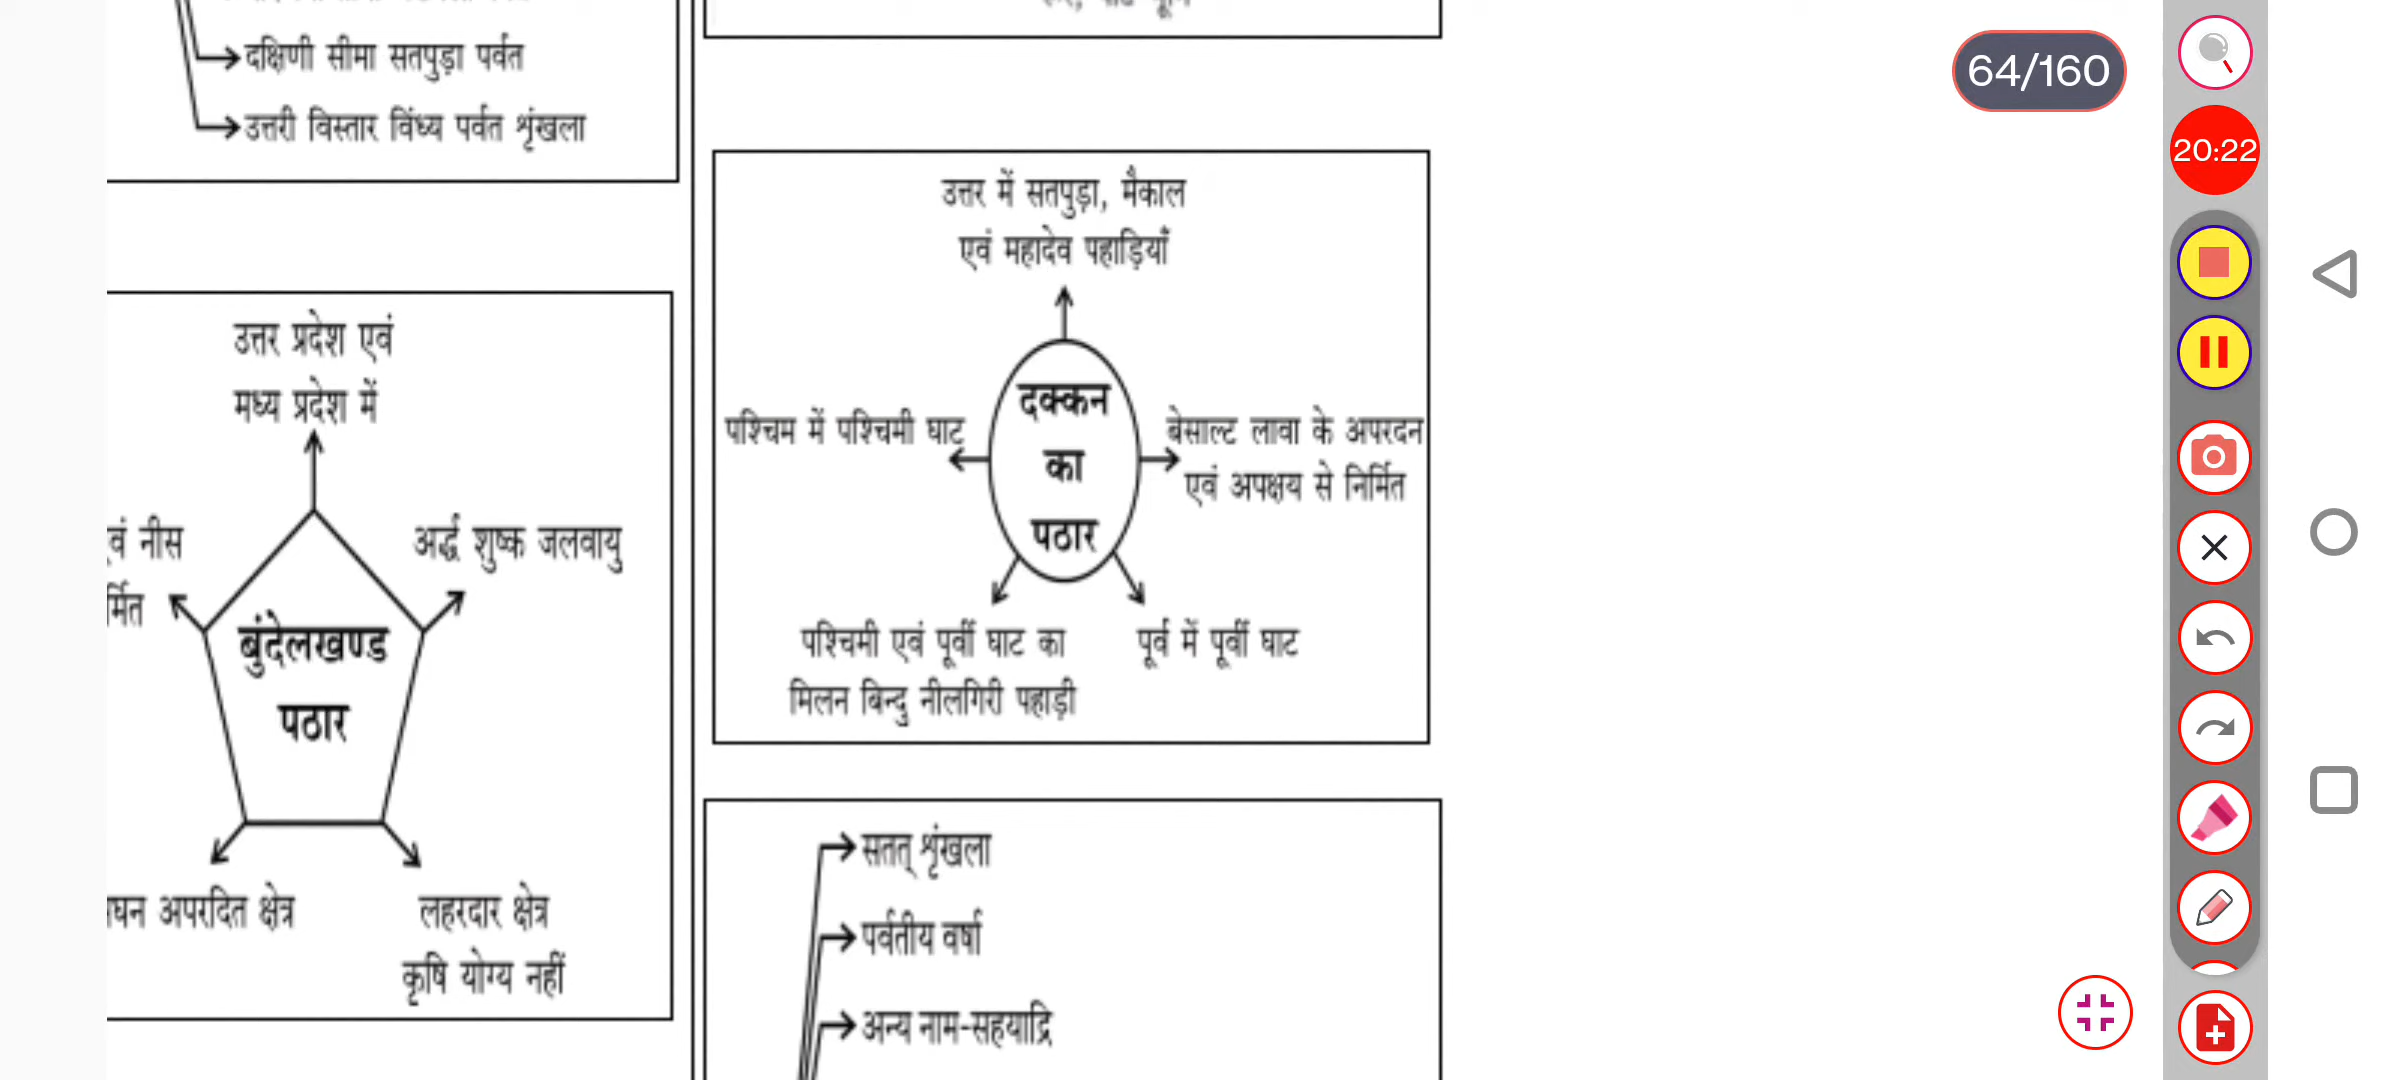 दक्षिणी सीमा सतपुड़ा पर्वत
उत्तरी विस्तार विंध्य पर्वत शृंखला
उत्तर प्रदेश एवं
मध्य प्रदेश में
वं नीस
र्मित
अर्द्ध शुष्क जलवायु
बुंदेलखण्ड
पठार
घन अपरदित क्षेत्र
लहरदार क्षेत्र
कृषि योग्य नहीं
उत्तर में सतपुड़ा, मैकाल
एवं महादेव पहाड़ियाँ
पश्चिम में पश्चिमी घाट
दक्कन
का
पठार
बेसाल्ट लावा के अपरदन
एवं अपक्षय से निर्मित
पश्चिमी एवं पूर्वी घाट का
मिलन बिन्दु नीलगिरी पहाड़ी
पूर्व में पूर्वी घाट
सतत् शृंखला
पर्वतीय वर्षा
अन्य नाम-सहयाद्रि
64/160
20:22